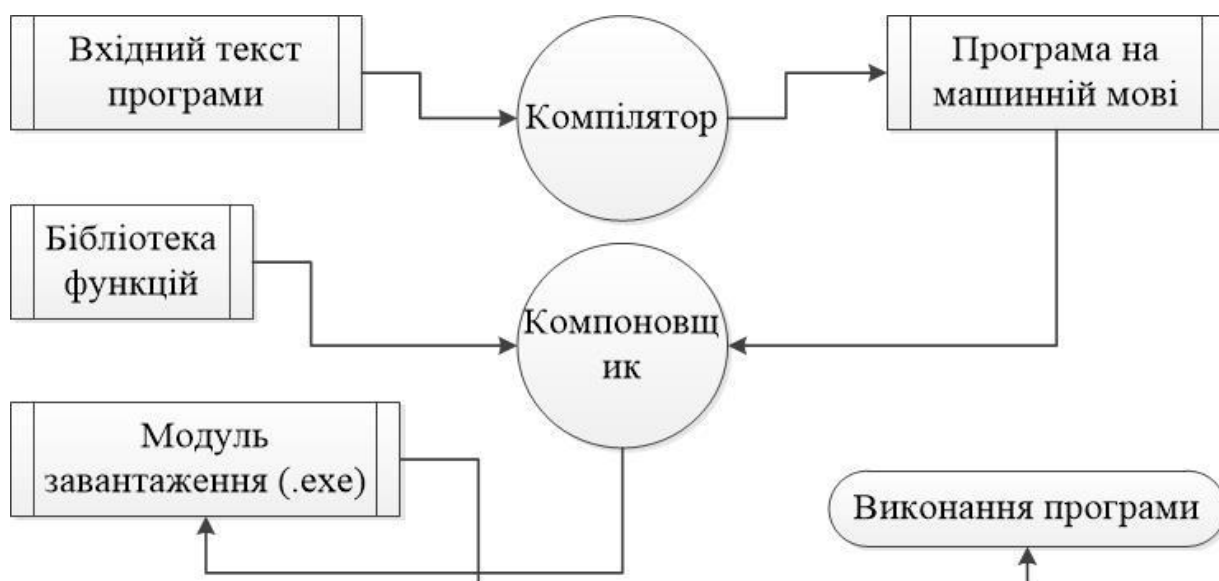 Вхідний текст
програми
Компілятор
Програма на
машинній мові
Бібліотека
функцій
Компоновщ
ик
Модуль
завантаження (.exe)
Виконання програми